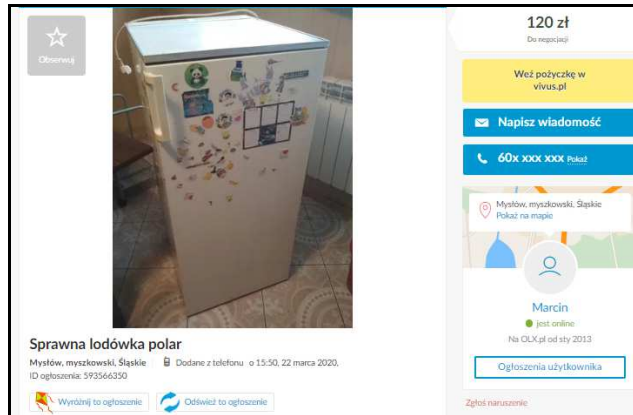 Obserwuj
Sprawna lodówka polar
Mysłów, myszkowski, Śląskie Dodane z telefonu o 15:50, 22 marca 2020,
ID ogłoszenia: 593566350
Wyróżnij to ogłoszenie Odśwież to ogłoszenie
120 zł
Do negocjacji
Weź pożyczkę w
vivus.pl
Napisz wiadomość
60x xxx xxx Pokaż
Mysłów, myszkowski, Śląskie
Pokaż na mapie
Marcin
jest online
Na OLX.pl od sty 2013
Ogłoszenia użytkownika
Zgłoś naruszenie